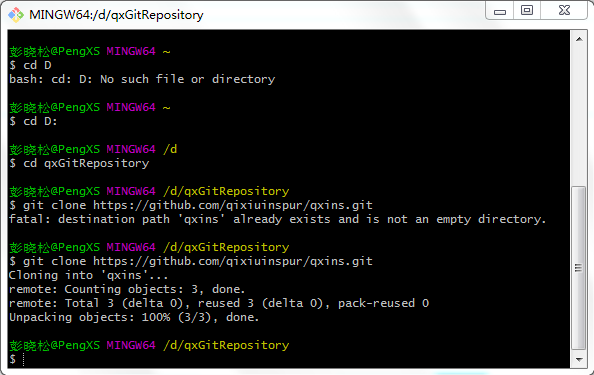 MINGW64:/d/qxGitRepository
彭晓松@PengXS MINGW64 ~
$ cd D
bash: cd: D: No such file or directory
彭晓松@PengXS MINGW64 ~
$ cd D:
彭晓松@PengXS MINGW64 /d
$ cd qxGitRepository
彭晓松@PengXS MINGW64 /d/qxGitRepository
$ git clone https://github.com/qixiuinspur/qxins.git
fatal: destination path 'qxins' already exists and is not an empty directory.
彭晓松@PengXS MINGW64 /d/qxGitRepository
$ git clone https://github.com/qixiuinspur/qxins.git
Cloning into 'qxins'...
remote: Counting objects: 3, done.
remote: Total 3 (delta 0), reused 3 (delta 0), pack-reused 0
Unpacking objects: 100% (3/3), done.
彭晓松@PengXS MINGW64 /d/qxGitRepository
$